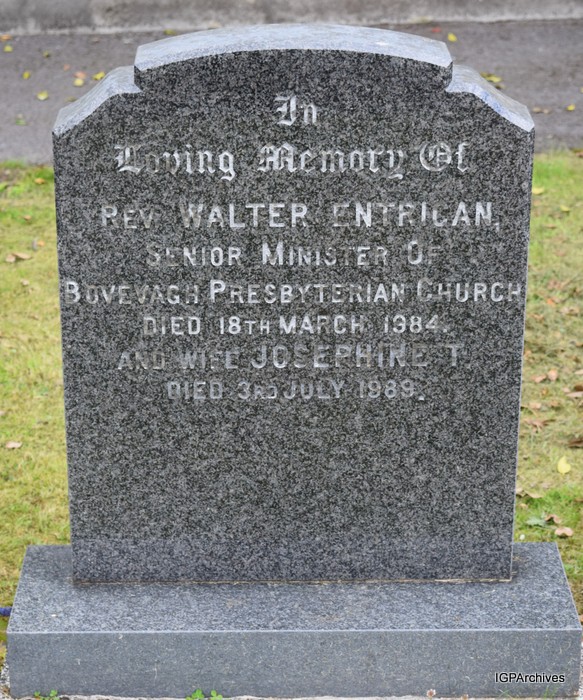 In
Loving Memory Of
REV. WALTER ENTRICAN,
SENIOR MINISTER OF
BOVEVAGH PRESBYTERIAN CHURCH
DIED 18TH MARCH 1984.
AND WIFE JOSEPHINE T.
DIED 3RD JULY 1989.
IGPArchives